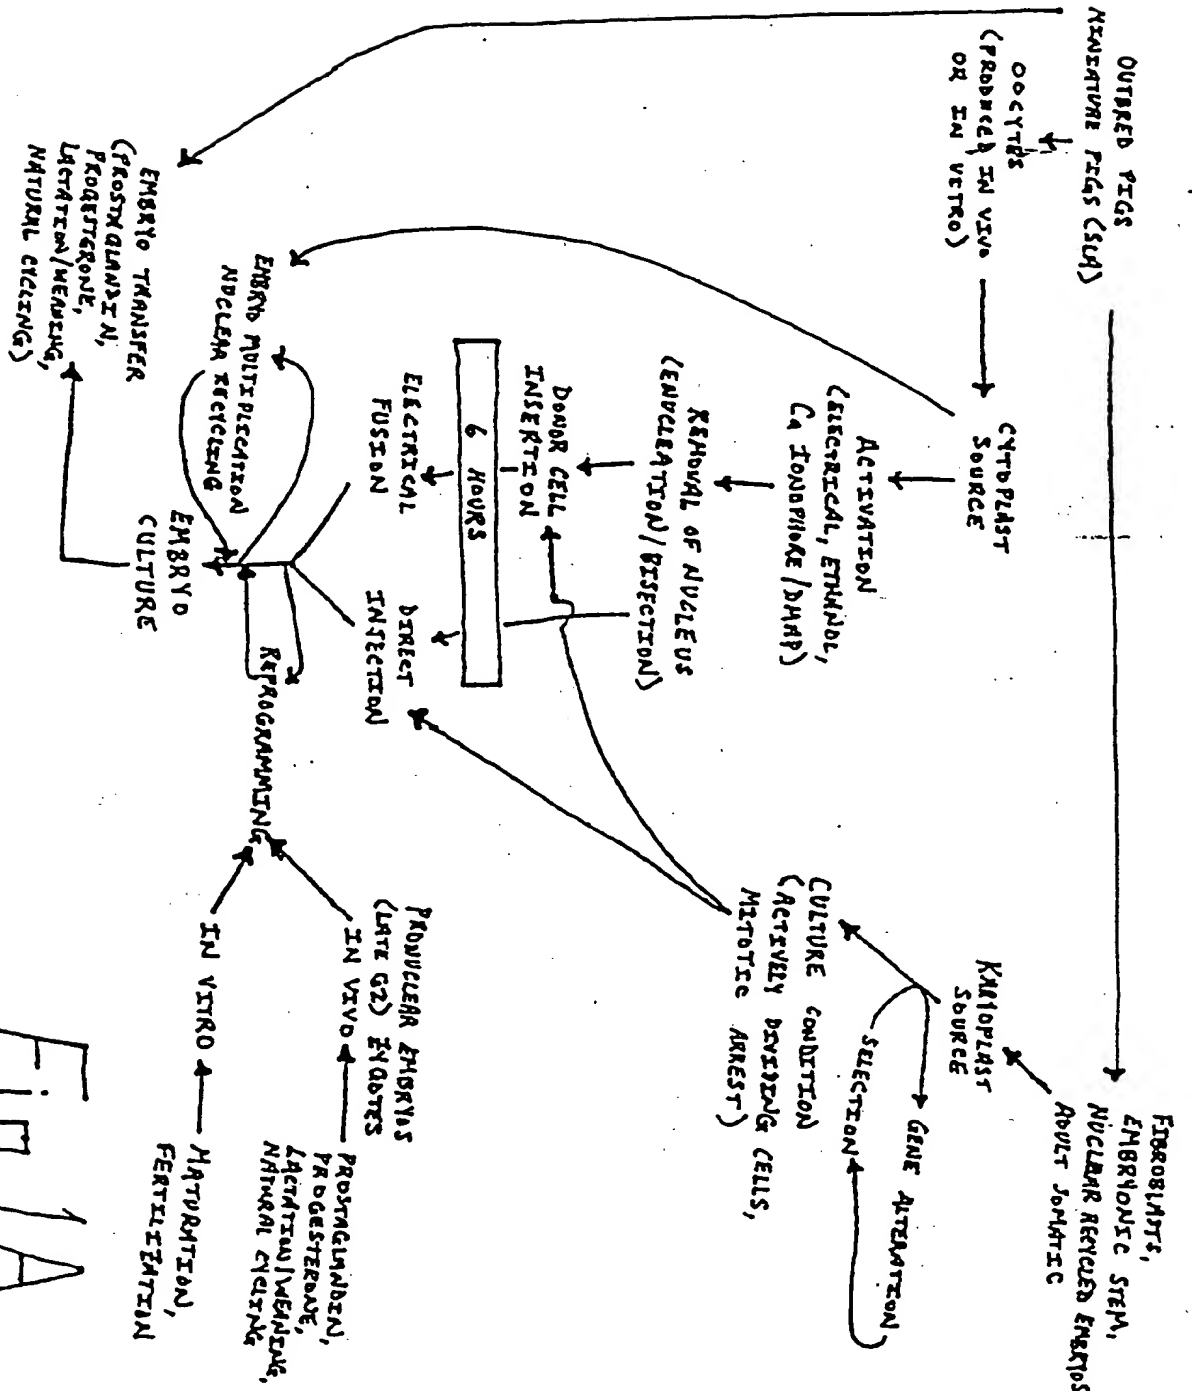 OUTBRED PIGS
MINIATURE PIGS (SLA)
OOCYTES
(PRODUCED IN VIVO
OR IN VITRO)
CYTOPLAST
SOURCE
ACTIVATION
(ELECTRICAL, ETHANOL,
Ca IONOPHORE/DMAP)
REMOVAL OF NUCLEUS
(ENUCLEATION/BISECTION)
DONOR CELL
INSERTION
6 HOURS
ELECTRICAL
FUSION
DIRECT
INJECTION
EMBRYO MULTIPLICATION
NUCLEAR RECYCLING
EMBRYO
CULTURE
EMBRYO TRANSFER
(PROSTAGLANDIN,
PROGESTERONE,
LACTATION/WEANING,
NATURAL CYCLING)
FIBROBLASTS,
EMBRYONIC STEM,
NUCLEAR RECYCLED EMBRYOS
ADULT SOMATIC
KARYOPLAST
SOURCE
GENE ALTERATION
SELECTION
CULTURE CONDITION
(ACTIVELY DIVIDING CELLS,
MITOTIC ARREST)
REPROGRAMMING
PRONUCLEAR EMBRYOS
(LATE G2) ZYGOTES
IN VIVO
PROSTAGLANDIN,
PROGESTERONE,
LACTATION/WEANING,
NATURAL CYCLING
IN VITRO
MATURATION,
FERTILIZATION
Fig 1A